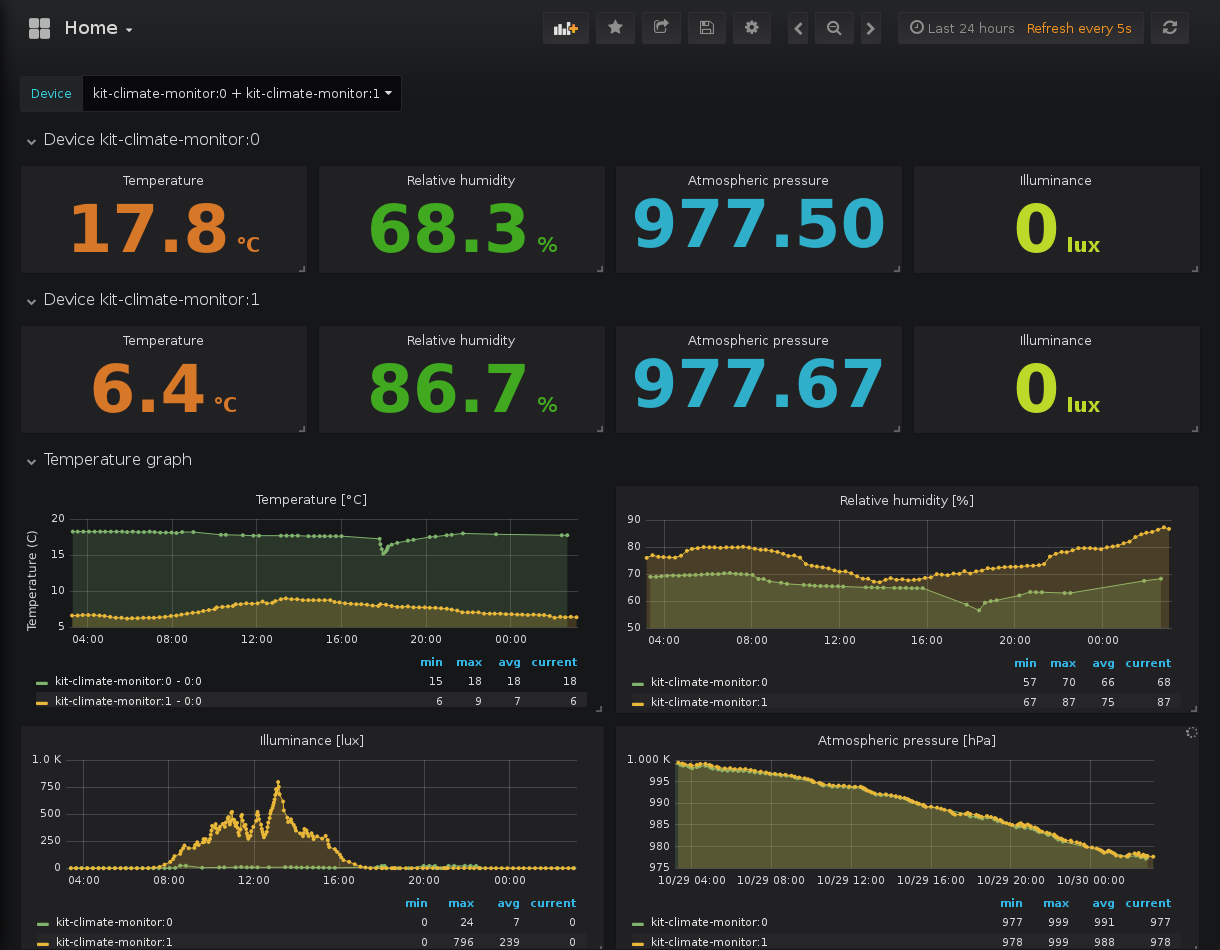 Home
Last 24 hours Refresh every 5s
Device kit-climate-monitor:0 + kit-climate-monitor:1
Device kit-climate-monitor:0
Temperature Relative humidity Atmospheric pressure Illuminance
17.8 °C 68.3 % 977.50 0 lux
Device kit-climate-monitor:1
Temperature Relative humidity Atmospheric pressure Illuminance
6.4 °C 86.7 % 977.67 0 lux
Temperature graph
Temperature [°C]
Temperature (C)
20
15
10
5
04:00 08:00 12:00 16:00 20:00 00:00
min max avg current
kit-climate-monitor:0 - 0:0 15 18 18 18
kit-climate-monitor:1 - 0:0 6 9 7 6
Relative humidity [%]
90
80
70
60
50
04:00 08:00 12:00 16:00 20:00 00:00
min max avg current
kit-climate-monitor:0 57 70 66 68
kit-climate-monitor:1 67 87 75 87
Illuminance [lux]
1.0 K
750
500
250
0
04:00 08:00 12:00 16:00 20:00 00:00
min max avg current
kit-climate-monitor:0 0 24 7 0
kit-climate-monitor:1 0 796 239 0
Atmospheric pressure [hPa]
1.000 K
995
990
985
980
975
10/29 04:00 10/29 08:00 10/29 12:00 10/29 16:00 10/29 20:00 10/30 00:00
min max avg current
kit-climate-monitor:0 977 999 991 977
kit-climate-monitor:1 978 999 988 978